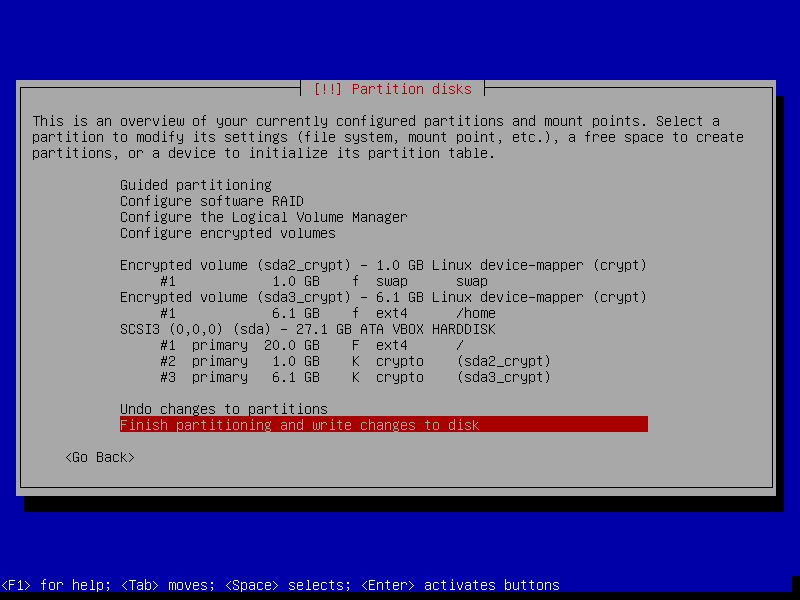 [!!] Partition disks
This is an overview of your currently configured partitions and mount points. Select a
partition to modify its settings (file system, mount point, etc.), a free space to create
partitions, or a device to initialize its partition table.
Guided partitioning
Configure software RAID
Configure the Logical Volume Manager
Configure encrypted volumes
Encrypted volume (sda2_crypt) - 1.0 GB Linux device-mapper (crypt)
#1 1.0 GB f swap swap
Encrypted volume (sda3_crypt) - 6.1 GB Linux device-mapper (crypt)
#1 6.1 GB f ext4 /home
SCSI3 (0,0,0) (sda) - 27.1 GB ATA VBOX HARDDISK
#1 primary 20.0 GB F ext4 /
#2 primary 1.0 GB K crypto (sda2_crypt)
#3 primary 6.1 GB K crypto (sda3_crypt)
Undo changes to partitions
Finish partitioning and write changes to disk
<Go Back>
<F1> for help; <Tab> moves; <Space> selects; <Enter> activates buttons